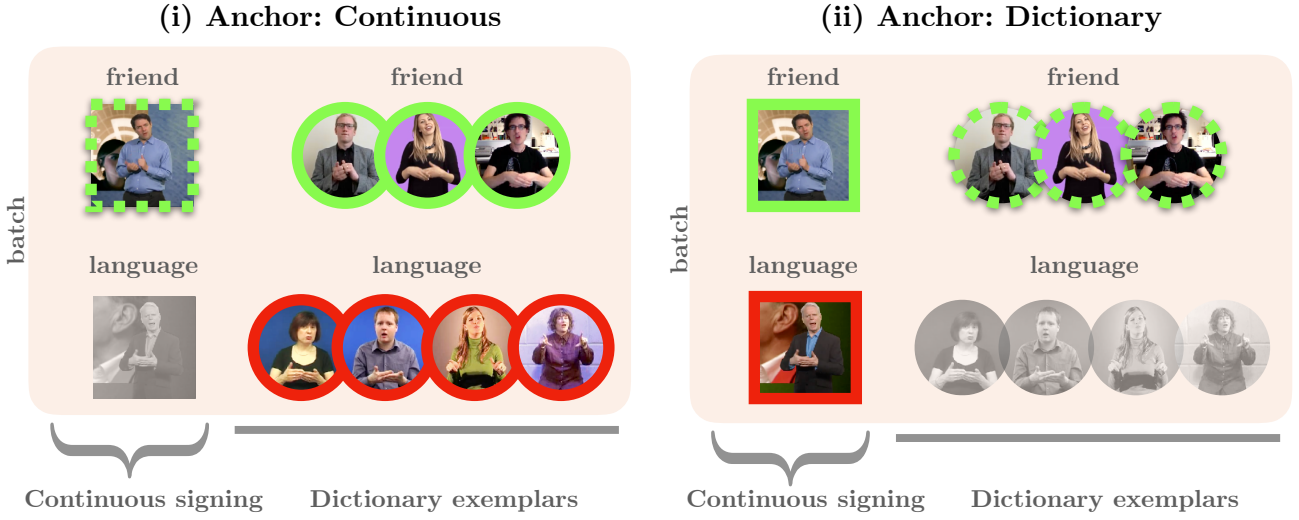 (i) Anchor: Continuous
friend
friend
batch
language
language
Continuous signing
Dictionary exemplars
(ii) Anchor: Dictionary
friend
friend
batch
language
language
Continuous signing
Dictionary exemplars